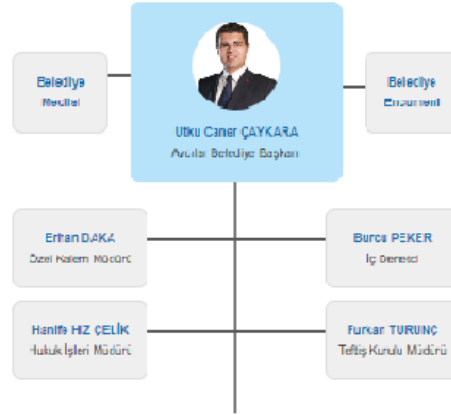 Belediye
Meclisi
Utku Caner ÇAYKARA
Avcılar Belediye Başkanı
Belediye
Encümeni
Erhan DAKA
Özel Kalem Müdürü
Burcu PEKER
İç Denetçi
Hanife HIZ ÇELİK
Hukuk İşleri Müdürü
Furkan TURUNÇ
Teftiş Kurulu Müdürü